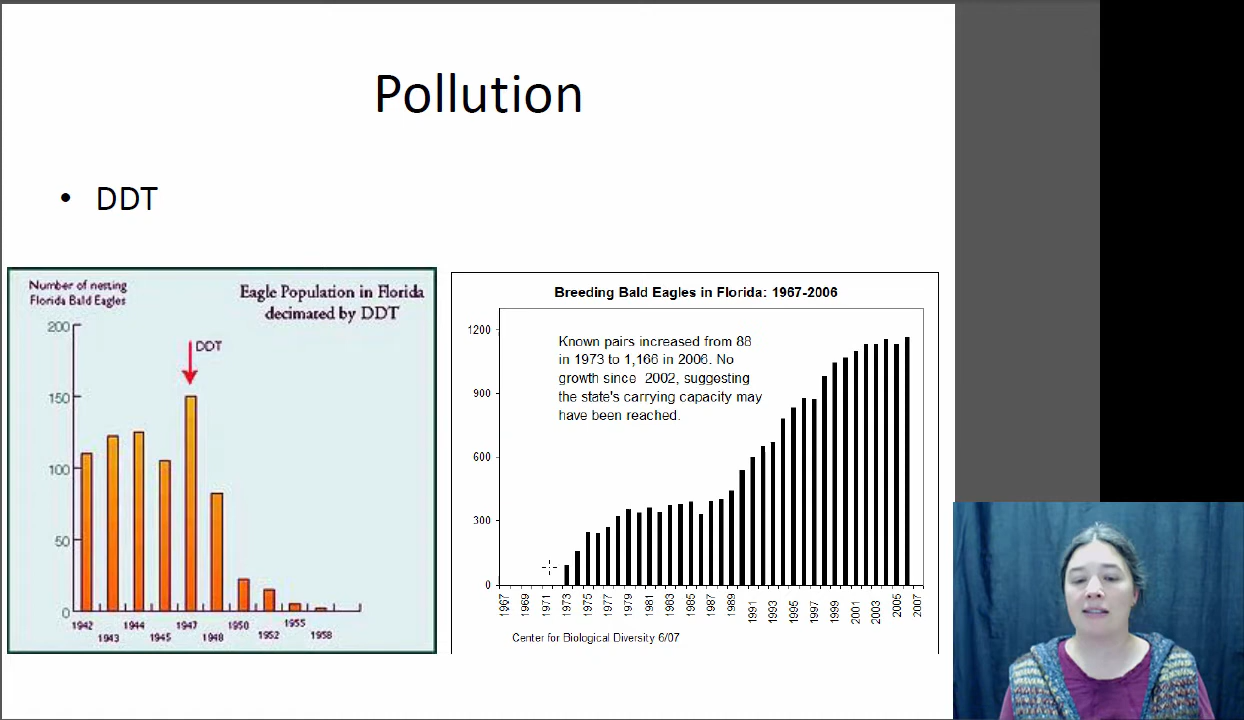 Pollution
• DDT
Number of nesting
Florida Bald Eagles
Eagle Population in Florida
decimated by DDT
200
DDT
150
100
50
0
1942
1943
1944
1945
1947
1948
1950
1952
1955
1958
Breeding Bald Eagles in Florida: 1967-2006
Known pairs increased from 88
in 1973 to 1,166 in 2006. No
growth since 2002, suggesting
the state's carrying capacity may
have been reached.
1200
900
600
300
0
1967
1969
1971
1973
1975
1977
1979
1981
1983
1985
1987
1989
1991
1993
1995
1997
1999
2001
2003
2005
2007
Center for Biological Diversity 6/07